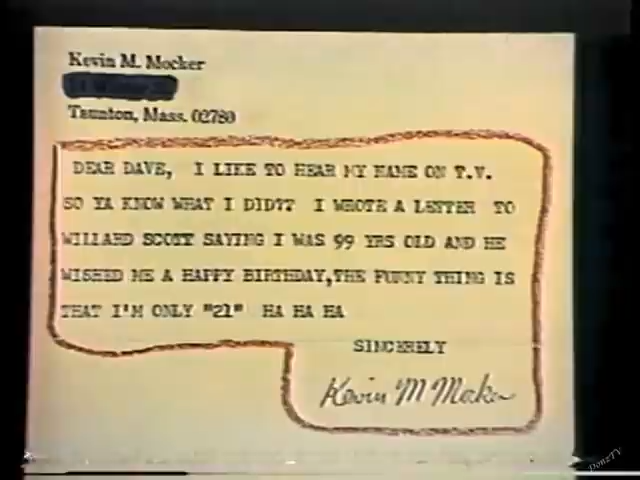 Kevin M. Mocker
Taunton, Mass. 02780
DEAR DAVE, I LIKE TO HEAR MY NAME ON T.V.
SO YA KNOW WHAT I DID?? I WROTE A LETTER TO
WILLARD SCOTT SAYING I WAS 99 YRS OLD AND HE
WISHED ME A HAPPY BIRTHDAY,THE FUNNY THING IS
THAT I'M ONLY "21" HA HA HA
SINCERELY
Kevin M Mocker
DonzTV